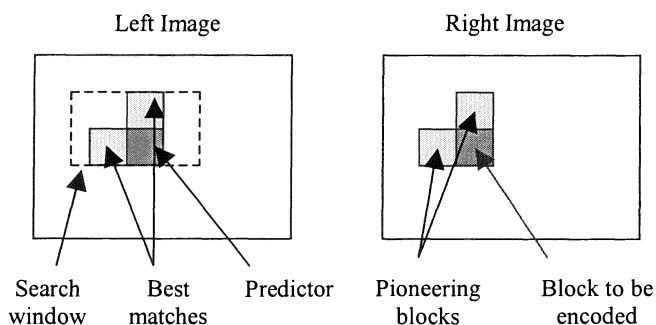 Left Image
Right Image
Search
window
Best
matches
Predictor
Pioneering
blocks
Block to be
encoded